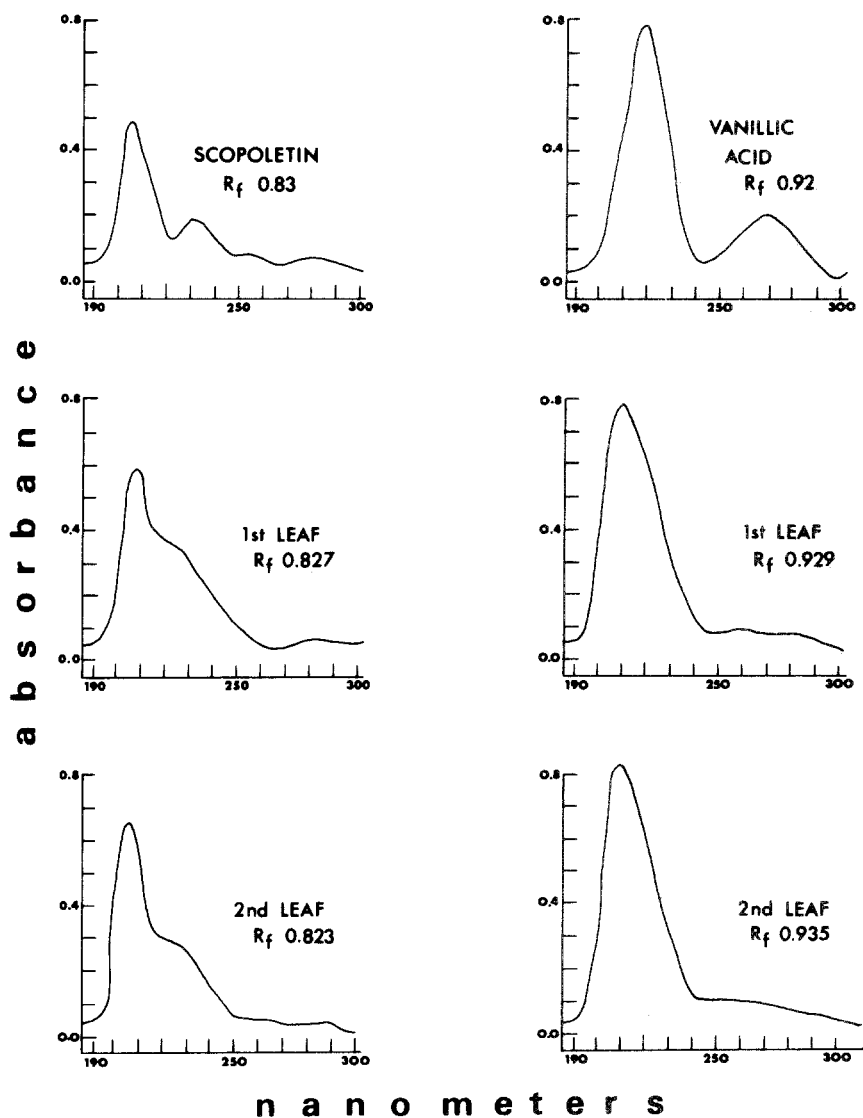 0.8
0.4
0.0
190 250 300
SCOPOLETIN
Rf 0.83
0.8
0.4
0.0
190 250 300
VANILLIC
ACID
Rf 0.92
absorbance
0.8
0.4
0.0
190 250 300
1st LEAF
Rf 0.827
0.8
0.4
0.0
190 250 300
1st LEAF
Rf 0.929
0.8
0.4
0.0
190 250 300
2nd LEAF
Rf 0.823
0.8
0.4
0.0
190 250 300
2nd LEAF
Rf 0.935
nanometers